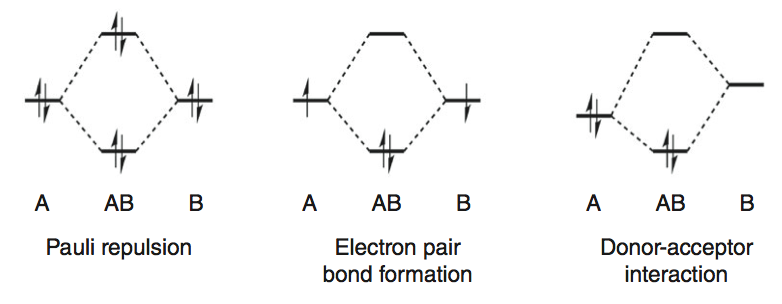 A AB B
A AB B
A AB B
Pauli repulsion
Electron pair
bond formation
Donor-acceptor
interaction